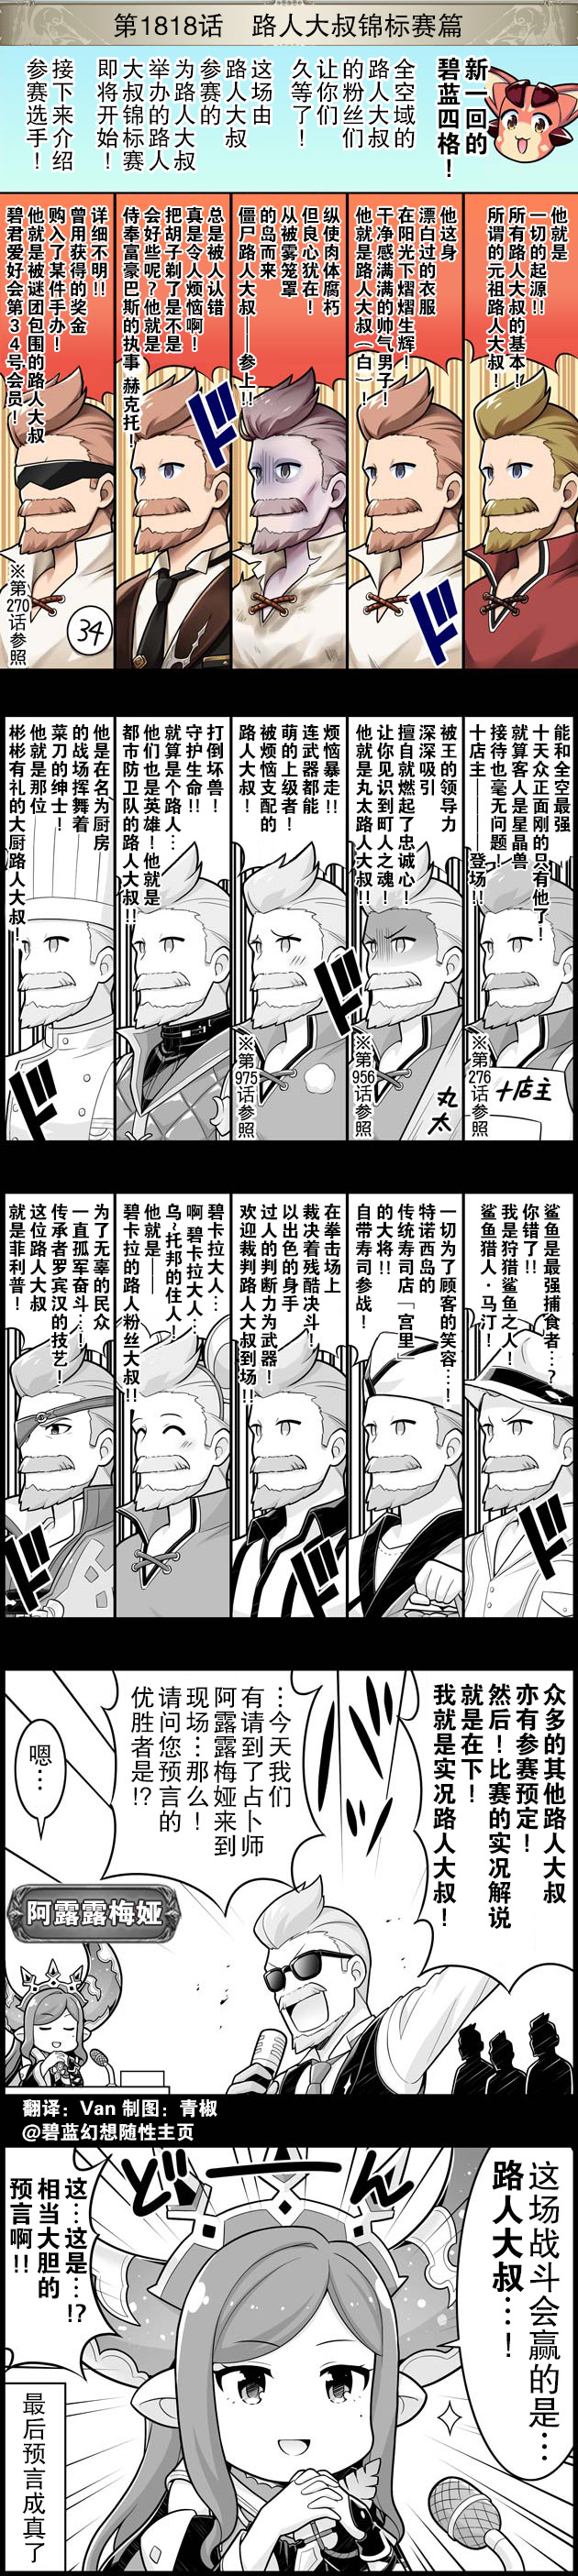 第1818话　路人大叔锦标赛篇
新一回的
碧蓝四格！
全空域的
路人大叔
的粉丝们
让你们
久等了！
这场由
路人大叔
参赛的
为路人大叔
举办的路人
大叔锦标赛
即将开始！
接下来介绍
参赛选手！
他就是
一切的起源!!
所有路人大叔的基本！
所谓的元祖路人大叔！
他这身
漂白过的衣服
在阳光下熠熠生辉！
干净感满满的帅气男子！
他就是路人大叔（白）！
纵使肉体腐朽
但良心犹在！
从被雾笼罩
的岛而来
僵尸路人大叔——参上!!
总是被人认错
真是令人烦恼啊！
把胡子剃了是不是
会好些呢？他就是
侍奉富豪巴斯的执事 赫克托！
ドド
详细不明!!
曾用获得的奖金
购入了某件手办！
他就是被谜团包围的路人大叔
碧君爱好会第34号会员！
34
※第270话参照
ドド
能和全空最强
十天众正面刚的只有他了！
就算客人是星晶兽
接待也毫无问题！
十店主———登场!!
十店主
※第276话参照
被王的领导力
深深吸引
擅自就燃起了忠诚心！
让你见识到町人之魂！
他就是丸太路人大叔!!
丸太
※第956话参照
烦恼暴走!!
连武器都能
萌的上级者！
被烦恼支配的
路人大叔！
※第975话参照
ドド
打倒坏兽！
守护生命!!
就算是个路人…
他们也是英雄！他就是
都市防卫队的路人大叔!!
他是在名为厨房
的战场挥舞着
菜刀的绅士！
他就是那位
彬彬有礼的大厨路人大叔！
ドド
鲨鱼是最强捕食者…？
你错了!!
我是狩猎鲨鱼之人！
鲨鱼猎人·马汀！
ドド
一切为了顾客的笑容…！
特诺西岛的
传统寿司店「宫里」
的大将!!
自带寿司参战！
在拳击场上
裁决着残酷决斗！
以出色的身手
过人的判断力为武器！
欢迎裁判路人大叔到场!!
碧卡拉大人…
啊 碧卡拉大人…
乌~托邦的住人！
他就是——
碧卡拉的路人粉丝大叔!!
为了无辜的民众
一直孤军奋斗…！
传承者罗宾汉的技艺！
这位路人大叔
就是菲利普！
ドド
众多的其他路人大叔
亦有参赛预定！
然后！比赛的实况解说
就是在下！
我就是实况路人大叔！
…今天我们
有请到了占卜师
阿露露梅娅来到
现场…那么！
请问您预言的
优胜者是!?
嗯…
阿露露梅娅
翻译：Van 制图：青椒
@碧蓝幻想随性主页
这场战斗会赢的是…
路人大叔…！
どーん
这…这是…!?
相当大胆的
预言啊!!
最后预言成真了